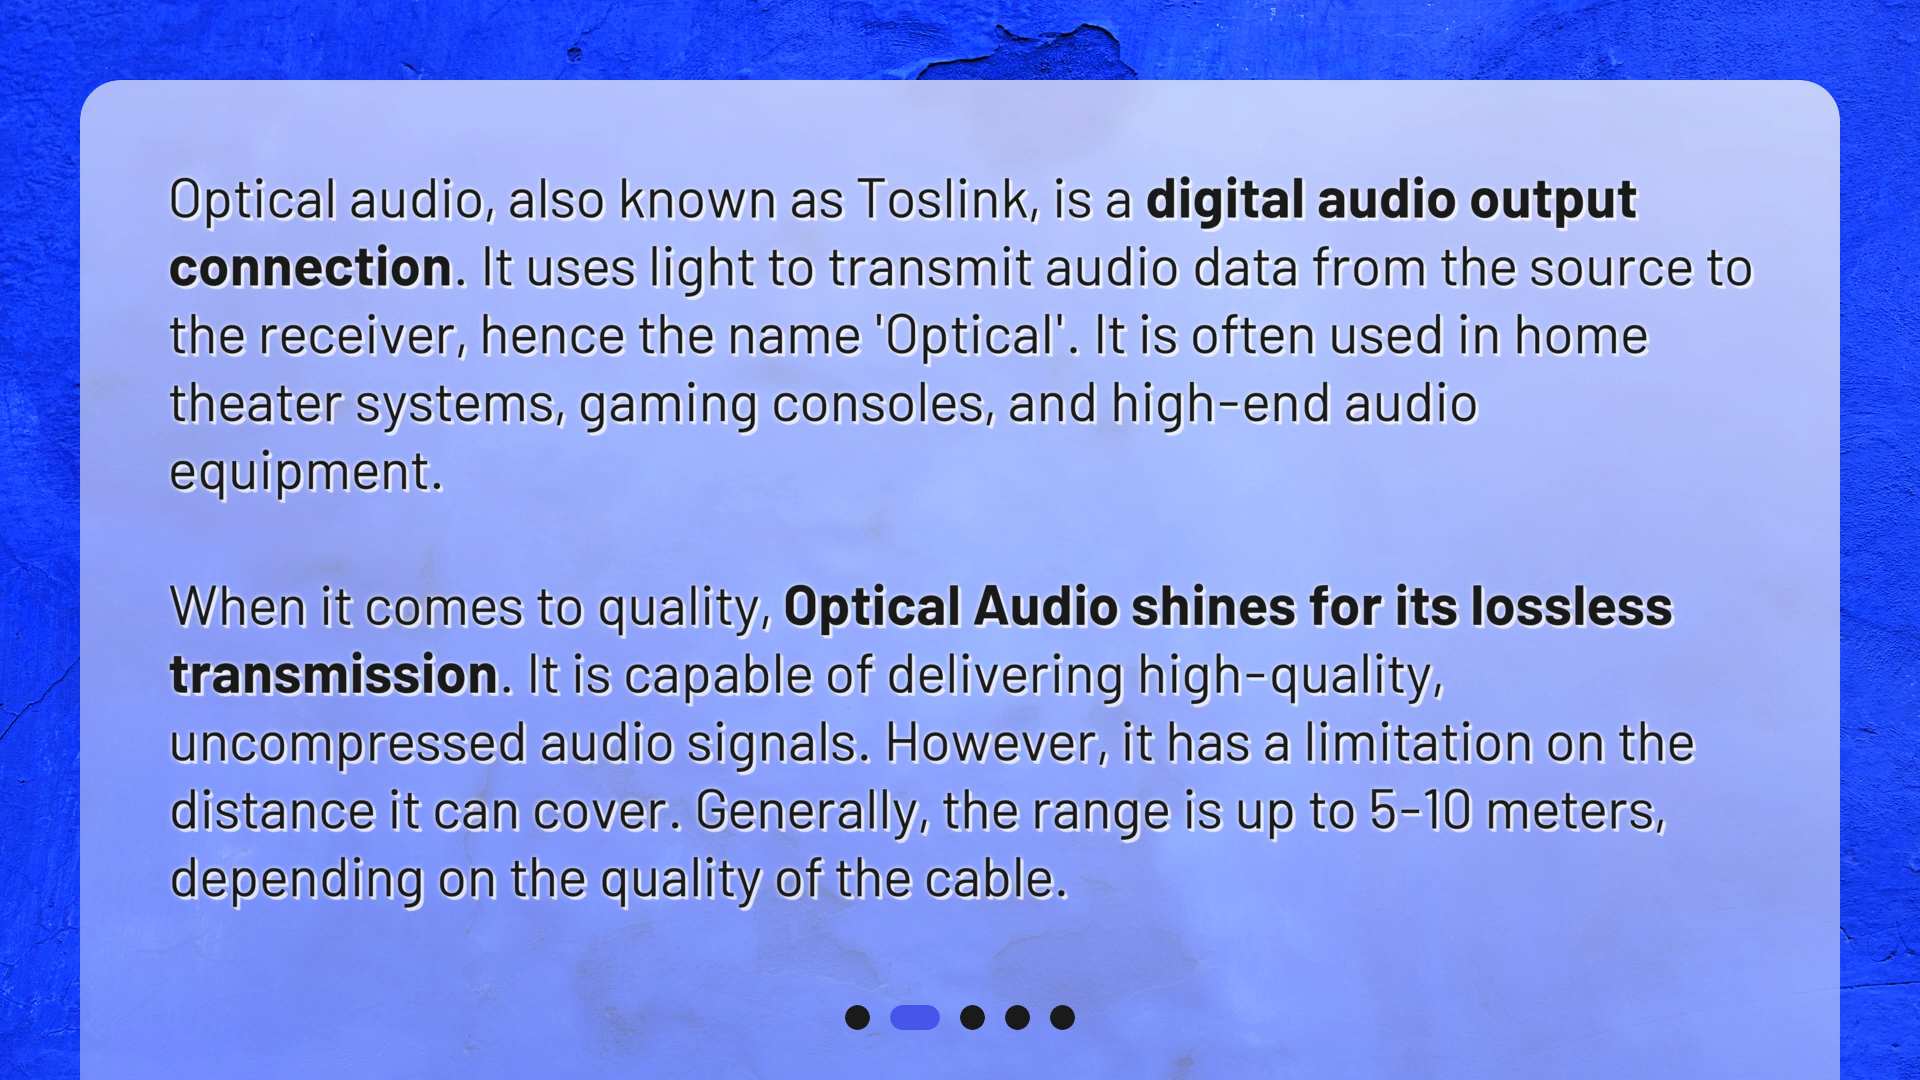 Optical audio, also known as Toslink, is a digital audio output
connection. It uses light to transmit audio data from the source to
the receiver, hence the name 'Optical'. It is often used in home
theater systems, gaming consoles, and high-end audio
equipment.
When it comes to quality, Optical Audio shines for its lossless
transmission. It is capable of delivering high-quality,
uncompressed audio signals. However, it has a limitation on the
distance it can cover. Generally, the range is up to 5-10 meters,
depending on the quality of the cable.